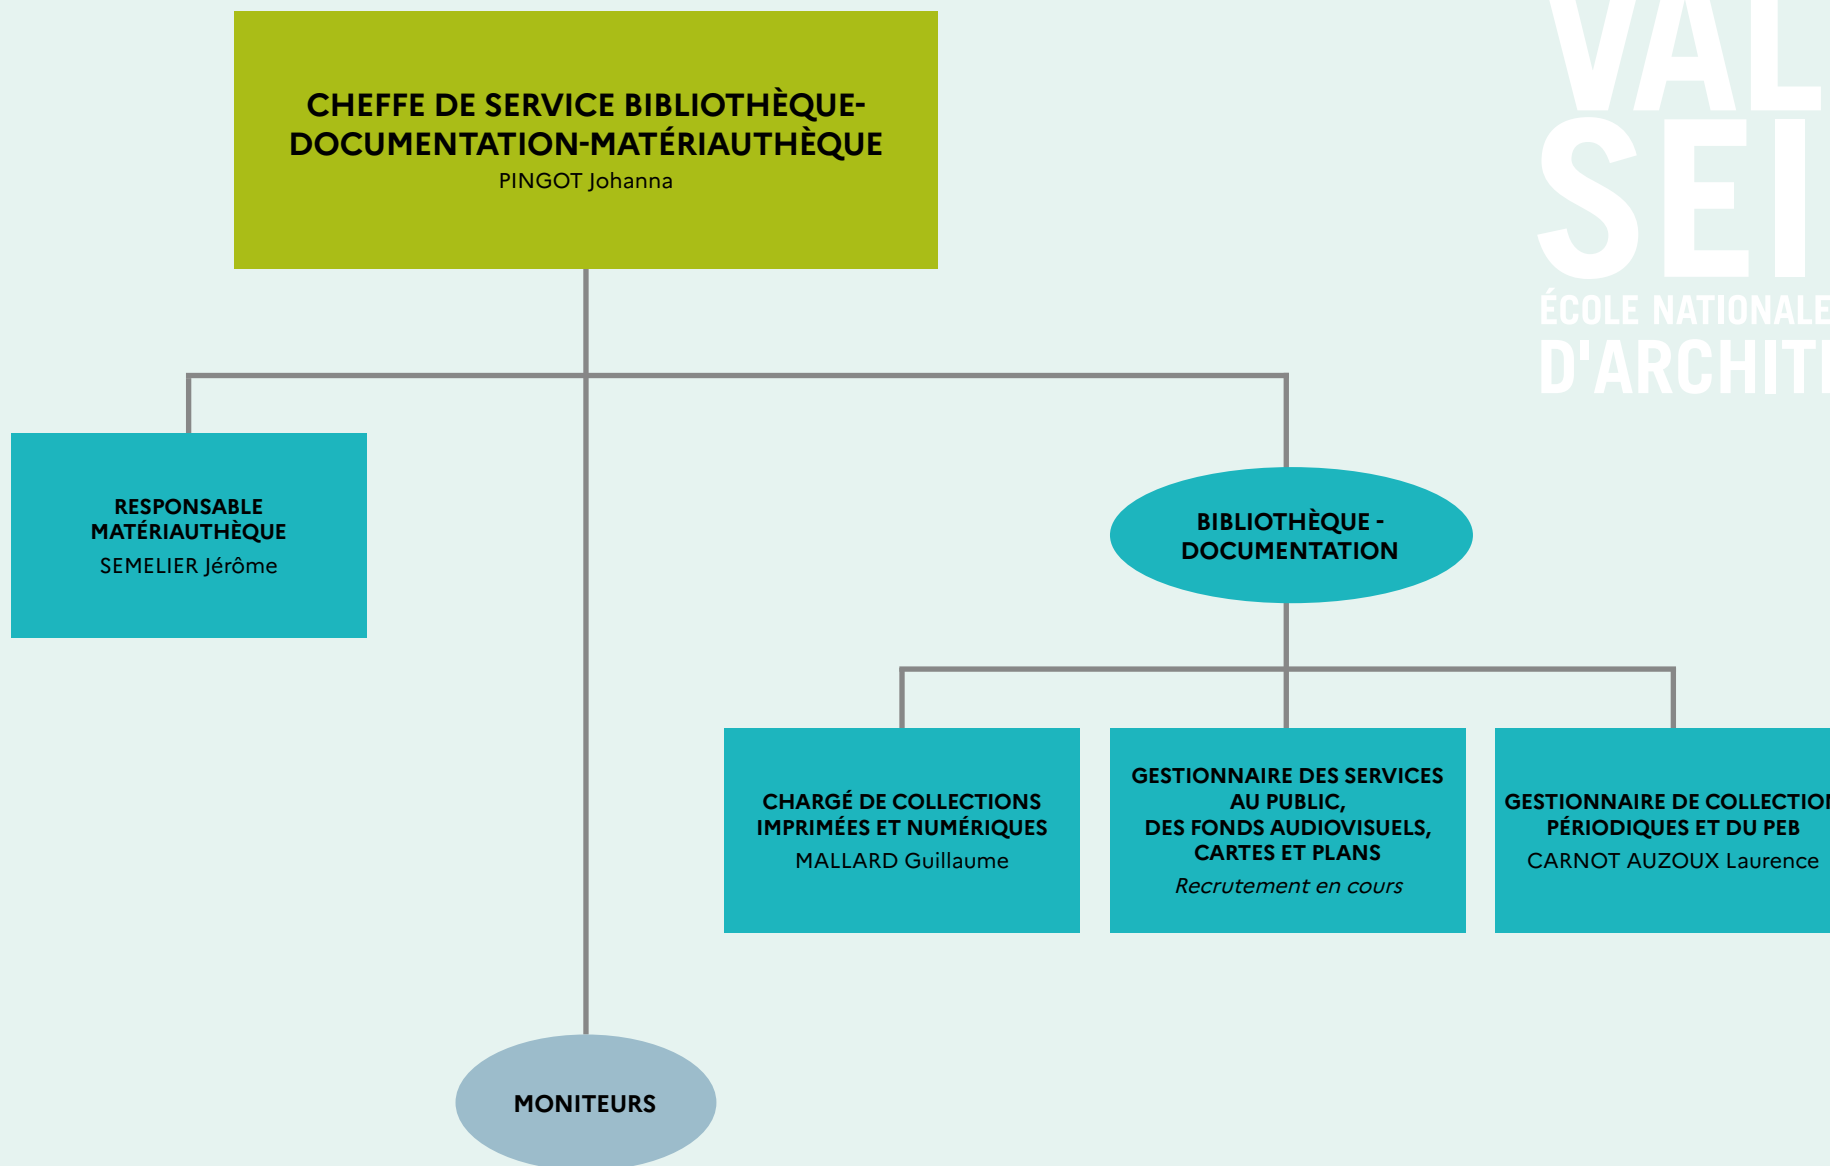 VAL
SEI
ÉCOLE NATIONALE
CHEFFE DE SERVICE BIBLIOTHÈQUE-
DOCUMENTATION-MATÉRIAUTHÈQUE
PINGOT Johanna
RESPONSABLE
MATÉRIAUTHÈQUE
SEMELIER Jérôme
BIBLIOTHÈQUE -
DOCUMENTATION
CHARGÉ DE COLLECTIONS
IMPRIMÉES ET NUMÉRIQUES
MALLARD Guillaume
GESTIONNAIRE DES SERVICES
AU PUBLIC,
DES FONDS AUDIOVISUELS,
CARTES ET PLANS
Recrutement en cours
GESTIONNAIRE DE COLLECTION
PÉRIODIQUES ET DU PEB
CARNOT AUZOUX Laurence
MONITEURS